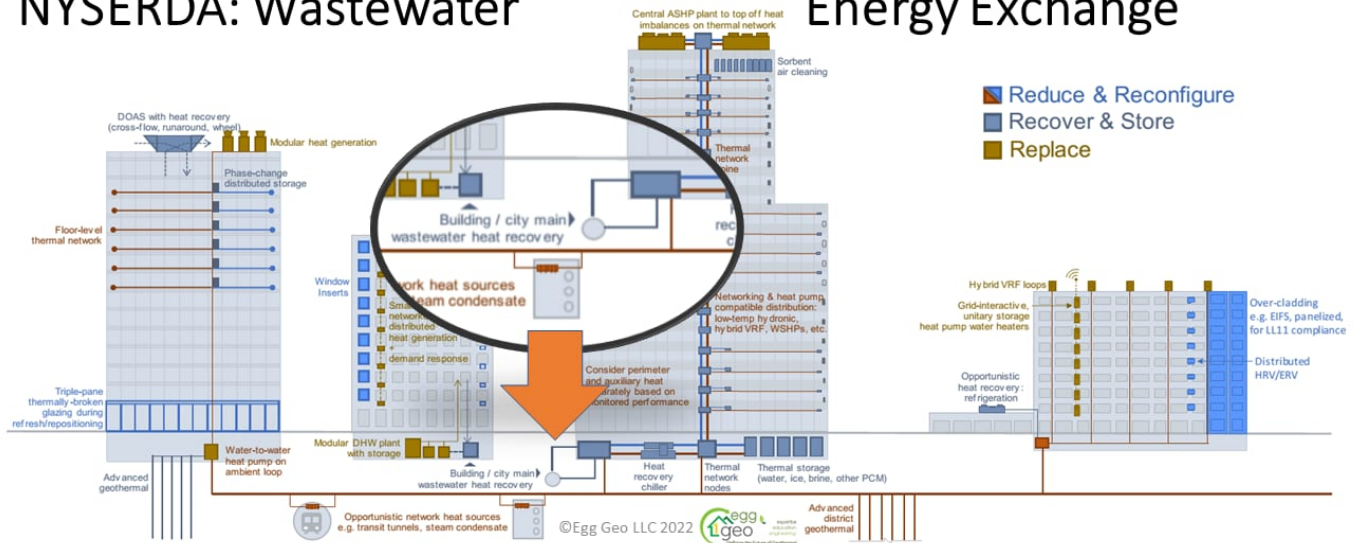 NYSERDA: Wastewater Energy Exchange
Central ASHP plant to top off heat
imbalances on thermal network
Sorbent
air cleaning
Reduce & Reconfigure
Recover & Store
Replace
DOAS with heat recovery
(cross-flow, runaround, wheel)
Modular heat generation
Phase-change
distributed storage
Floor-level
thermal network
Thermal
network
Building / city main
wastewater heat recovery
rec
c
work heat sources
steam condensate
Window
Inserts
distributed
heat generation
+
demand response
Networking & heat pump
compatible distribution:
low-temp hydronic,
hybrid VRF, WSHPs, etc.
Consider perimeter
and auxiliary heat
based on
monitored performance
Hybrid VRF loops
Grid-interactive,
unitary storage
heat pump water heaters
Over-cladding
e.g. EIFS, panelized,
for LL11 compliance
Distributed
HRV/ERV
Opportunistic
heat recovery:
refrigeration
Triple-pane
thermally-broken
glazing during
refresh/repositioning
Water-to-water
heat pump on
ambient loop
Advanced
geothermal
Modular DHW plant
with storage
Building / city main
wastewater heat recovery
Heat
recovery
chiller
Thermal
network
nodes
Thermal storage
(water, ice, brine, other PCM)
Opportunistic network heat sources
e.g. transit tunnels, steam condensate
©Egg Geo LLC 2022
egg
geo
Advanced
district
geothermal